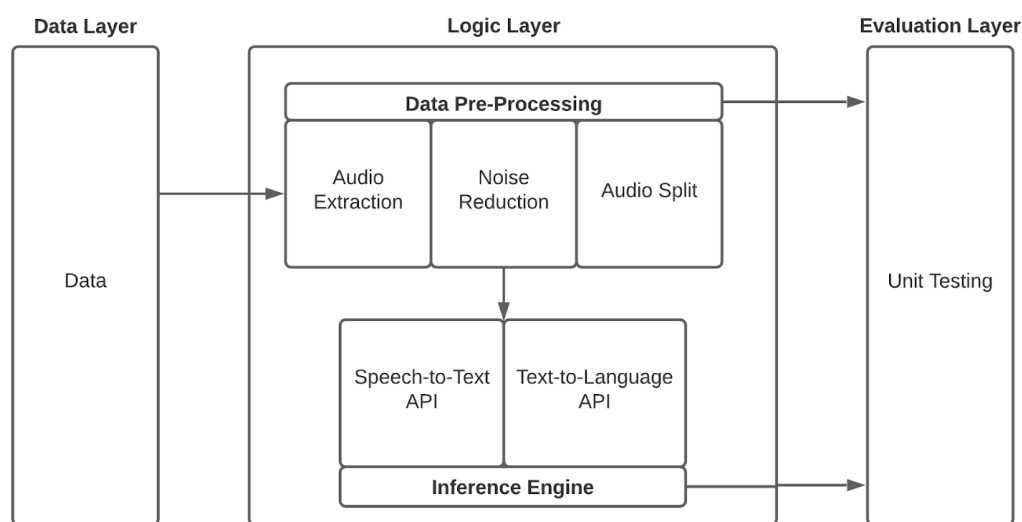 Data Layer
Logic Layer
Evaluation Layer
Data
Data Pre-Processing
Audio
Extraction
Noise
Reduction
Audio Split
Speech-to-Text
API
Text-to-Language
API
Inference Engine
Unit Testing